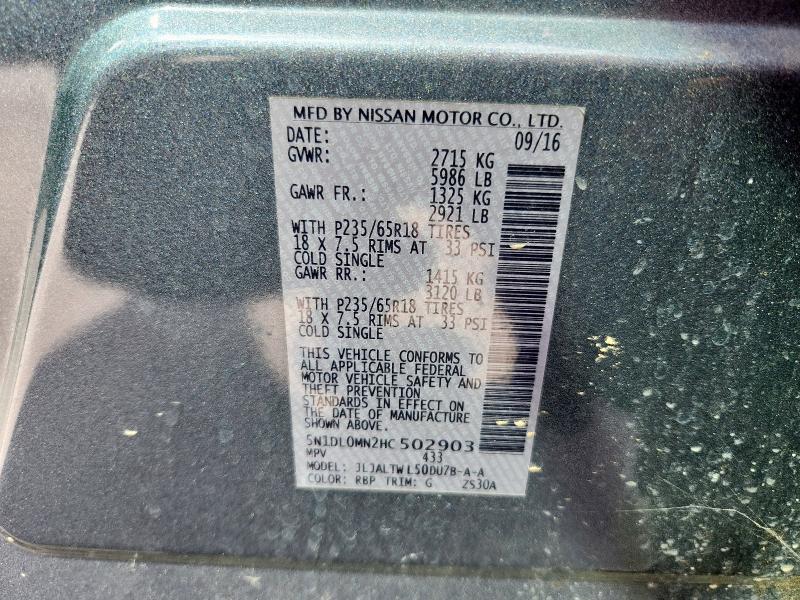 MFD BY NISSAN MOTOR CO., LTD.
DATE: 09/16
GVWR: 2715 KG
5986 LB
GAWR FR.: 1325 KG
2921 LB
WITH P235/65R18 TIRES
18 X 7.5 RIMS AT 33 PSI
COLD SINGLE
GAWR RR.: 1415 KG
3120 LB
WITH P235/65R18 TIRES
18 X 7.5 RIMS AT 33 PSI
COLD SINGLE
THIS VEHICLE CONFORMS TO
ALL APPLICABLE FEDERAL
MOTOR VEHICLE SAFETY AND
THEFT PREVENTION
STANDARDS IN EFFECT ON
THE DATE OF MANUFACTURE
SHOWN ABOVE.
5N1DL0MN2HC502903
MPV 433
MODEL: JLJALTWL50DU7B-A-A
COLOR: RBP TRIM: G ZS30A